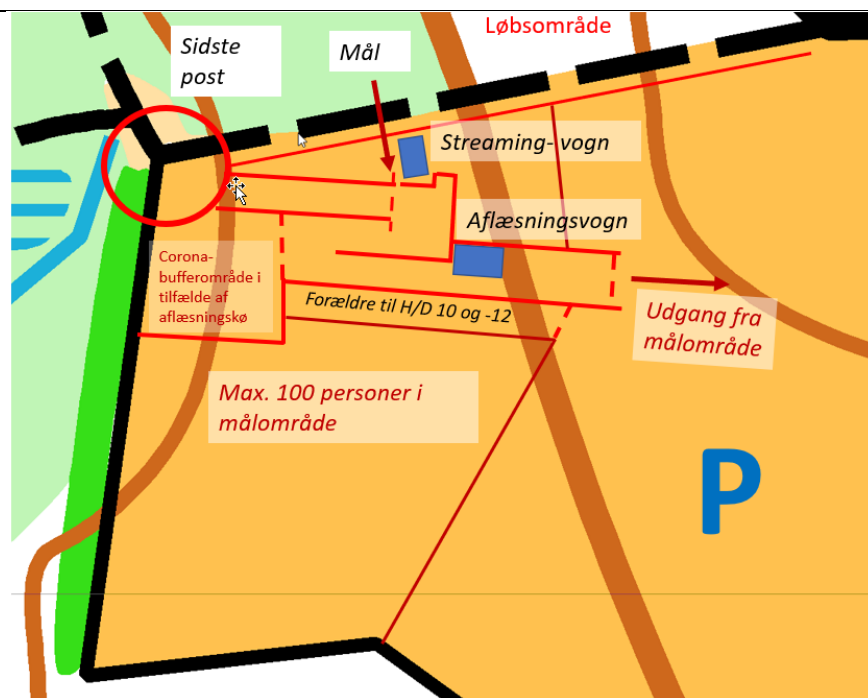 Løbsområde
Sidste
post
Mål
Streaming- vogn
Aflæsningsvogn
Corona-
bufferområde i
tilfælde af
aflæsningskø
Forældre til H/D 10 og -12
Udgang fra
målområde
Max. 100 personer i
målområde
P